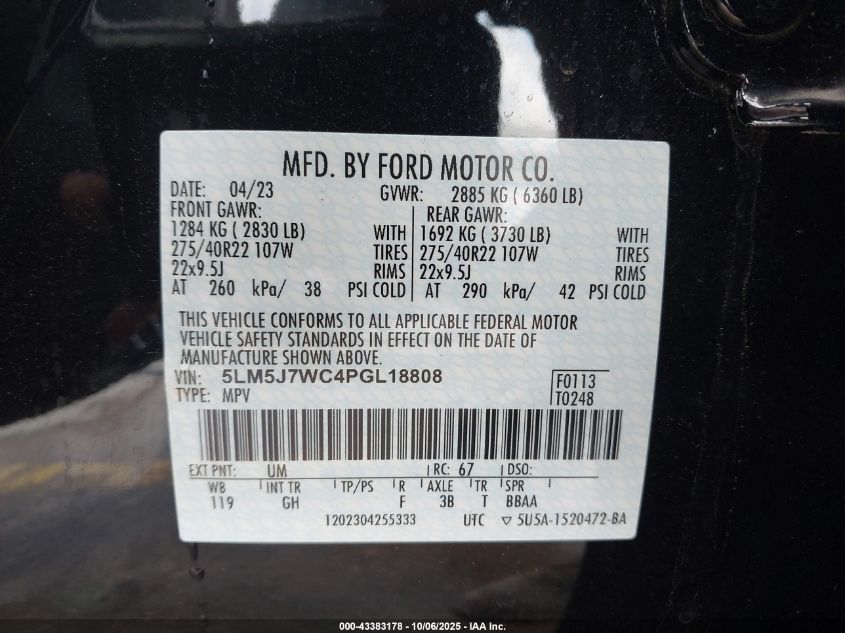 MFD. BY FORD MOTOR CO.
DATE: 04/23 GVWR: 2885 KG ( 6360 LB)
FRONT GAWR: REAR GAWR:
1284 KG ( 2830 LB) WITH 1692 KG ( 3730 LB) WITH
275/40R22 107W TIRES 275/40R22 107W TIRES
22x9.5J RIMS 22x9.5J RIMS
AT 260 kPa/ 38 PSI COLD AT 290 kPa/ 42 PSI COLD
THIS VEHICLE CONFORMS TO ALL APPLICABLE FEDERAL MOTOR
VEHICLE SAFETY STANDARDS IN EFFECT ON THE DATE OF
MANUFACTURE SHOWN ABOVE.
VIN: 5LM5J7WC4PGL18808 F0113
TYPE: MPV T0248
EXT PNT: UM RC: 67 DSO:
WB INT TR TP/PS R AXLE TR SPR
119 GH F 3B T BBAA
1202304255333 UTC ▽ 5U5A-1520472-BA
000-43383178 - 10/06/2025 - IAA Inc.